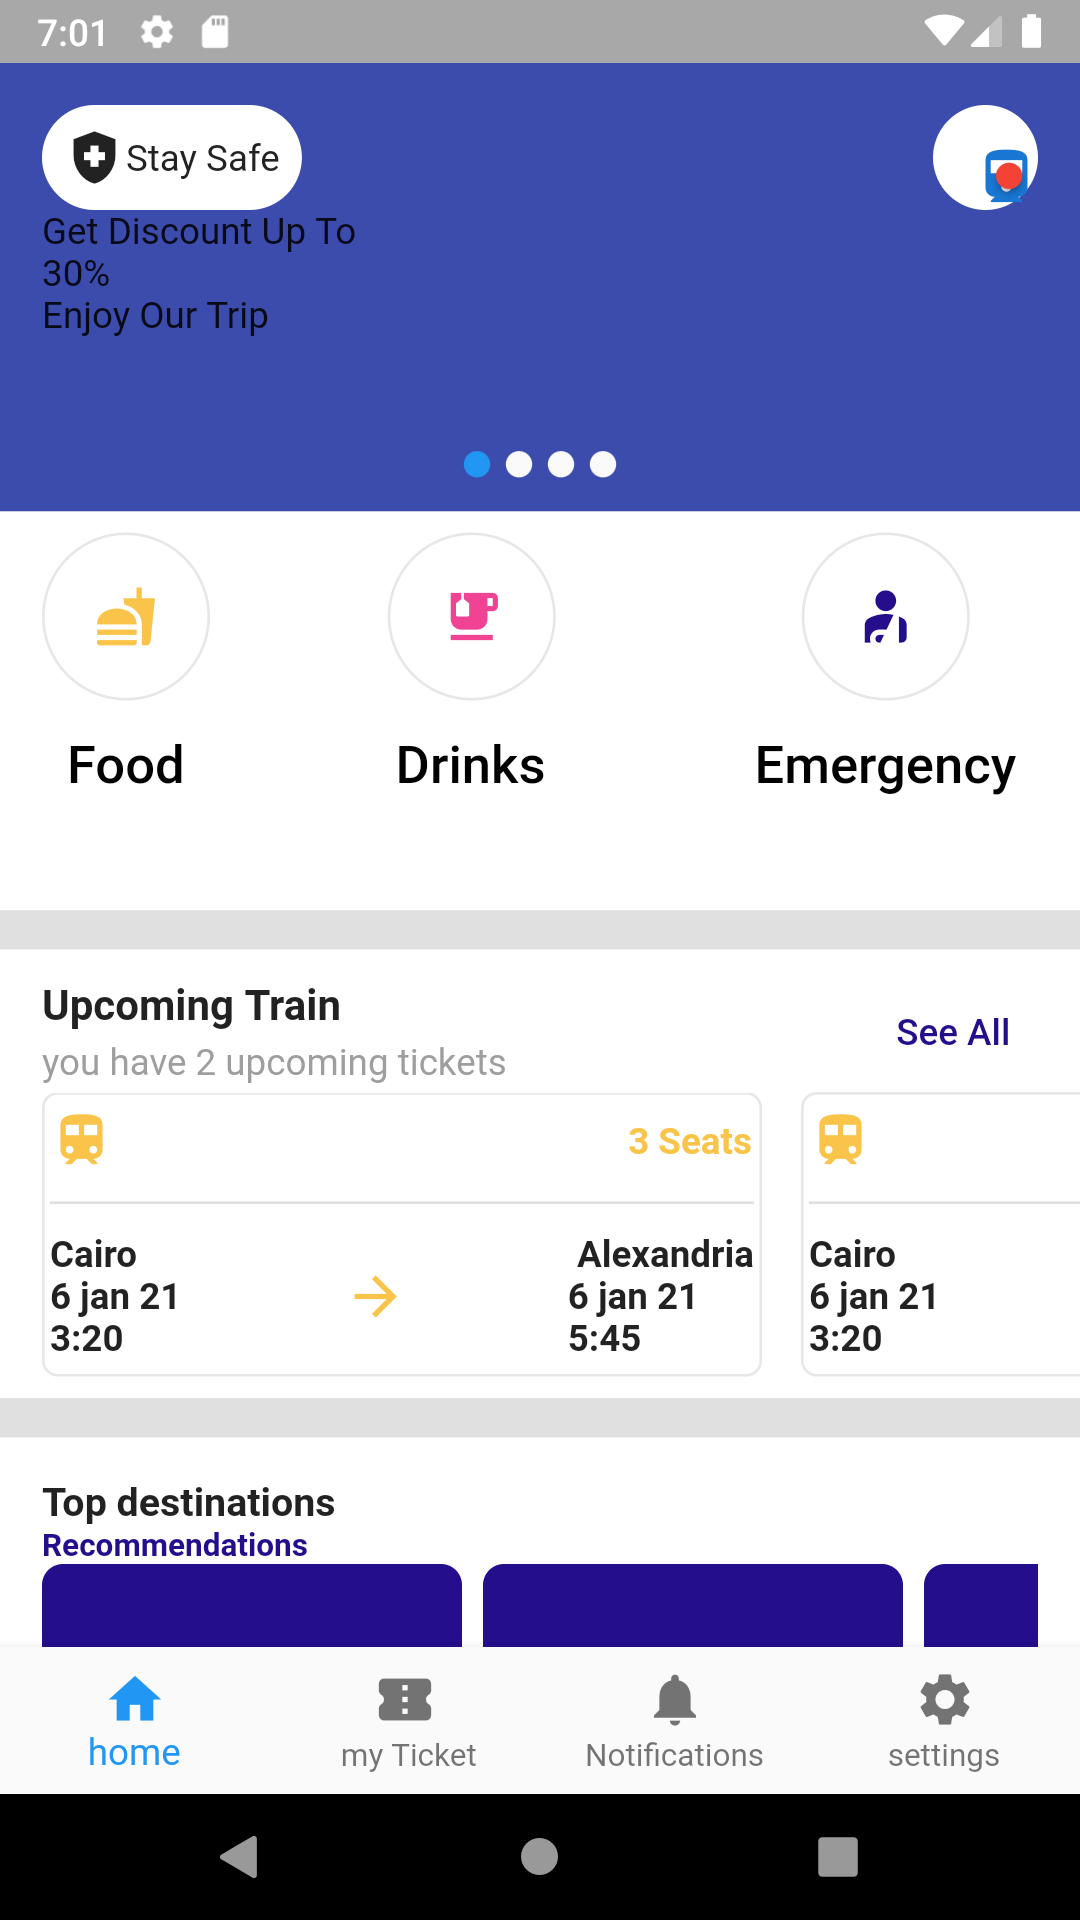 7:01
Stay Safe
Get Discount Up To
30%
Enjoy Our Trip
Food
Drinks
Emergency
Upcoming Train
See All
you have 2 upcoming tickets
3 Seats
Cairo
6 jan 21
3:20
Alexandria
6 jan 21
5:45
Cairo
6 jan 21
3:20
Top destinations
Recommendations
home
my Ticket
Notifications
settings